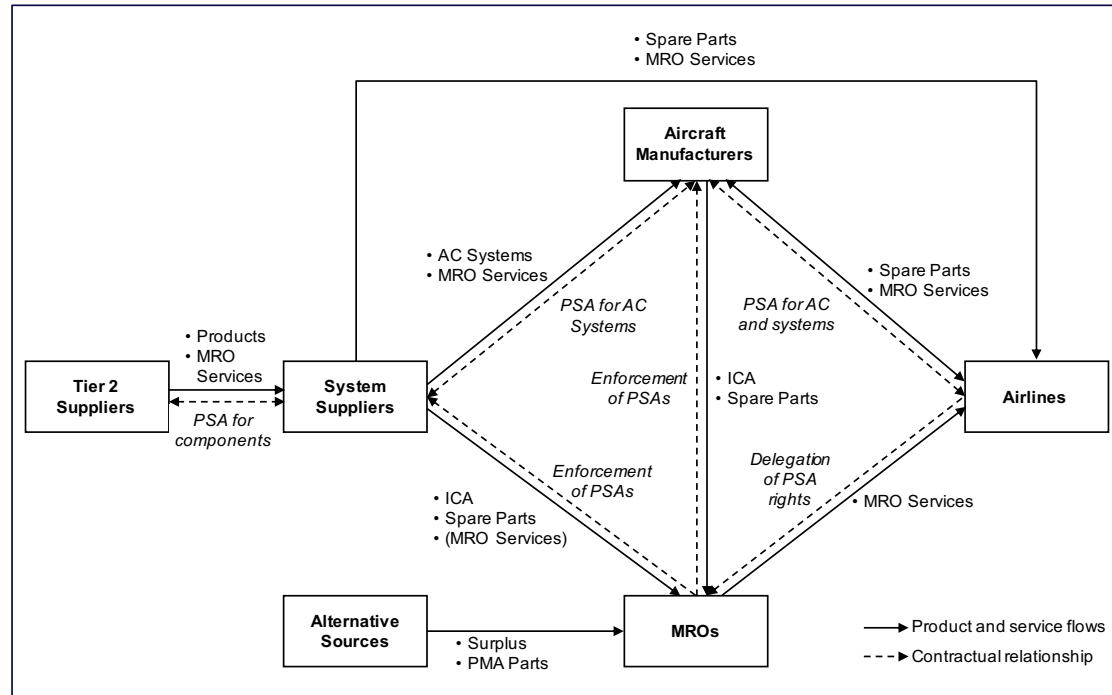 • Spare Parts
• MRO Services
Aircraft
Manufacturers
• AC Systems
• MRO Services
PSA for AC
Systems
PSA for AC
and systems
• Spare Parts
• MRO Services
• Products
• MRO
Services
Tier 2
Suppliers
PSA for
components
System
Suppliers
Enforcement
of PSAs
• ICA
• Spare Parts
Airlines
Enforcement
of PSAs
Delegation
of PSA
rights
• MRO Services
• ICA
• Spare Parts
• (MRO Services)
Alternative
Sources
• Surplus
• PMA Parts
MROs
Product and service flows
Contractual relationship